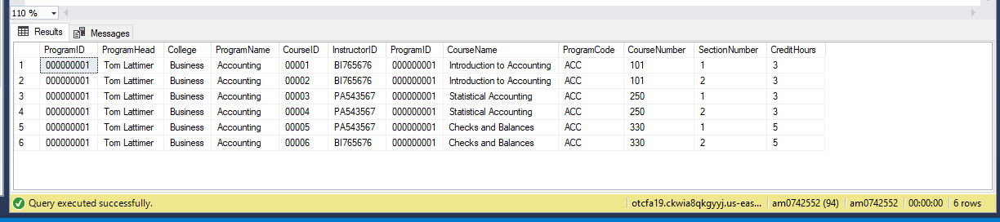 110 %
Results Messages
ProgramID ProgramHead College ProgramName CourseID InstructorID ProgramID CourseName ProgramCode CourseNumber SectionNumber CreditHours
1 000000001 Tom Lattimer Business Accounting 00001 BI765676 000000001 Introduction to Accounting ACC 101 1 3
2 000000001 Tom Lattimer Business Accounting 00002 BI765676 000000001 Introduction to Accounting ACC 101 2 3
3 000000001 Tom Lattimer Business Accounting 00003 PA543567 000000001 Statistical Accounting ACC 250 1 3
4 000000001 Tom Lattimer Business Accounting 00004 PA543567 000000001 Statistical Accounting ACC 250 2 3
5 000000001 Tom Lattimer Business Accounting 00005 PA543567 000000001 Checks and Balances ACC 330 1 5
6 000000001 Tom Lattimer Business Accounting 00006 BI765676 000000001 Checks and Balances ACC 330 2 5
Query executed successfully. otcfa19.ckwia8qkgyyj.us-eas... am0742552 (94) am0742552 00:00:00 6 rows